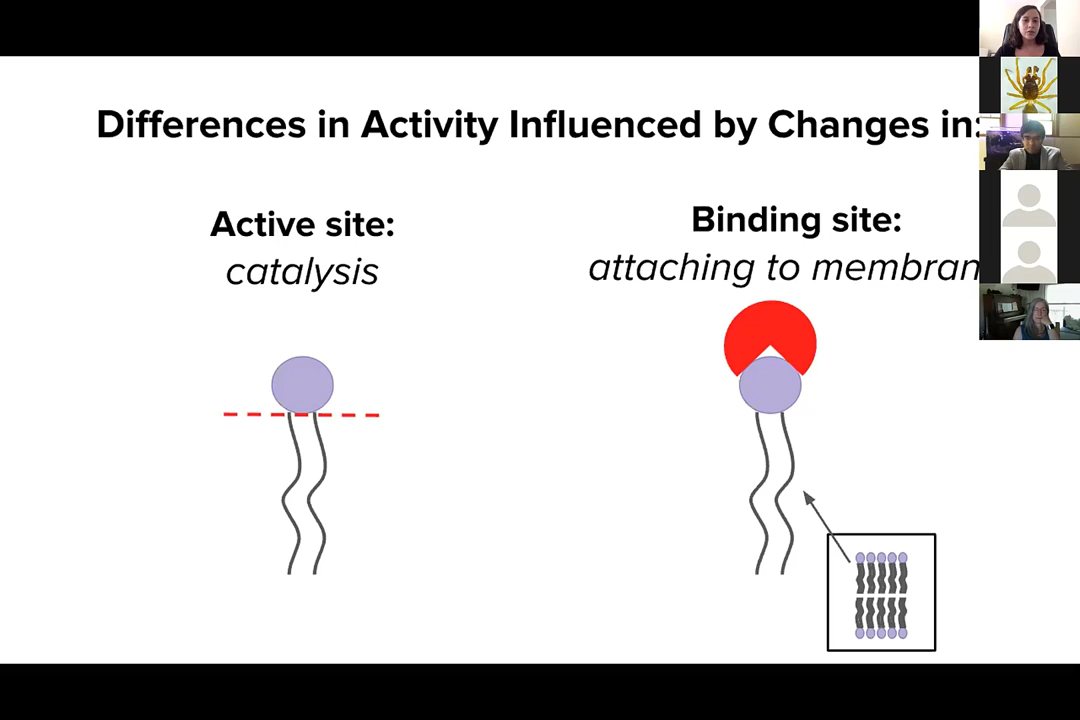 Differences in Activity Influenced by Changes in:
Active site:
catalysis
Binding site:
attaching to membran